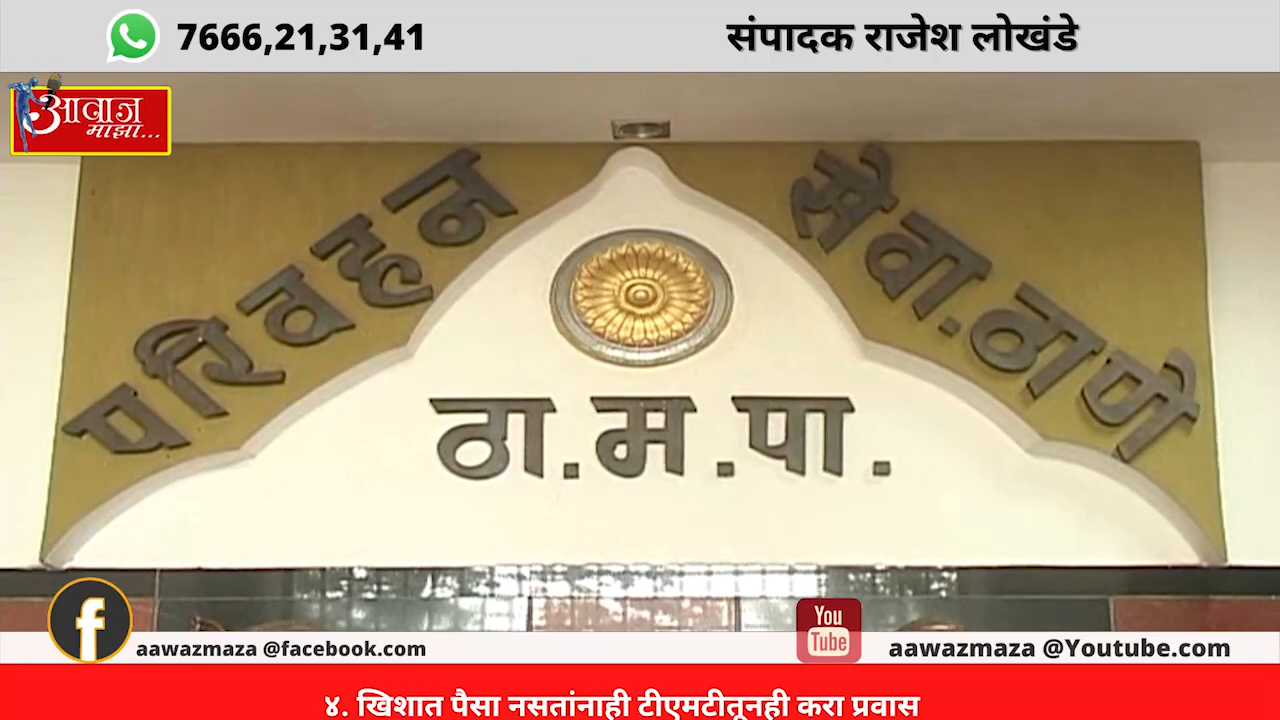 7666,21,31,41
संपादक राजेश लोखंडे
आवाज
माझा...
परिवहन
सेवा.ठाणे
ठा.म.पा.
f
aawazmaza @facebook.com
You
Tube
aawazmaza @Youtube.com
४. खिशात पैसा नसतांनाही टीएमटीतूनही करा प्रवास